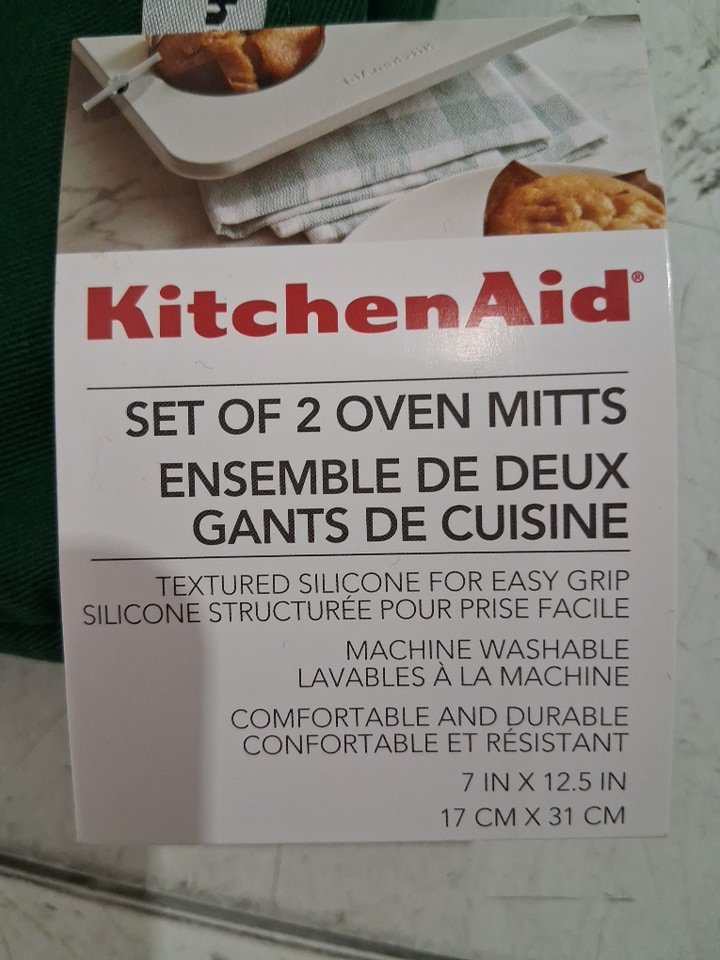 KitchenAid®
SET OF 2 OVEN MITTS
ENSEMBLE DE DEUX
GANTS DE CUISINE
TEXTURED SILICONE FOR EASY GRIP
SILICONE STRUCTURÉE POUR PRISE FACILE
MACHINE WASHABLE
LAVABLES À LA MACHINE
COMFORTABLE AND DURABLE
CONFORTABLE ET RÉSISTANT
7 IN X 12.5 IN
17 CM X 31 CM